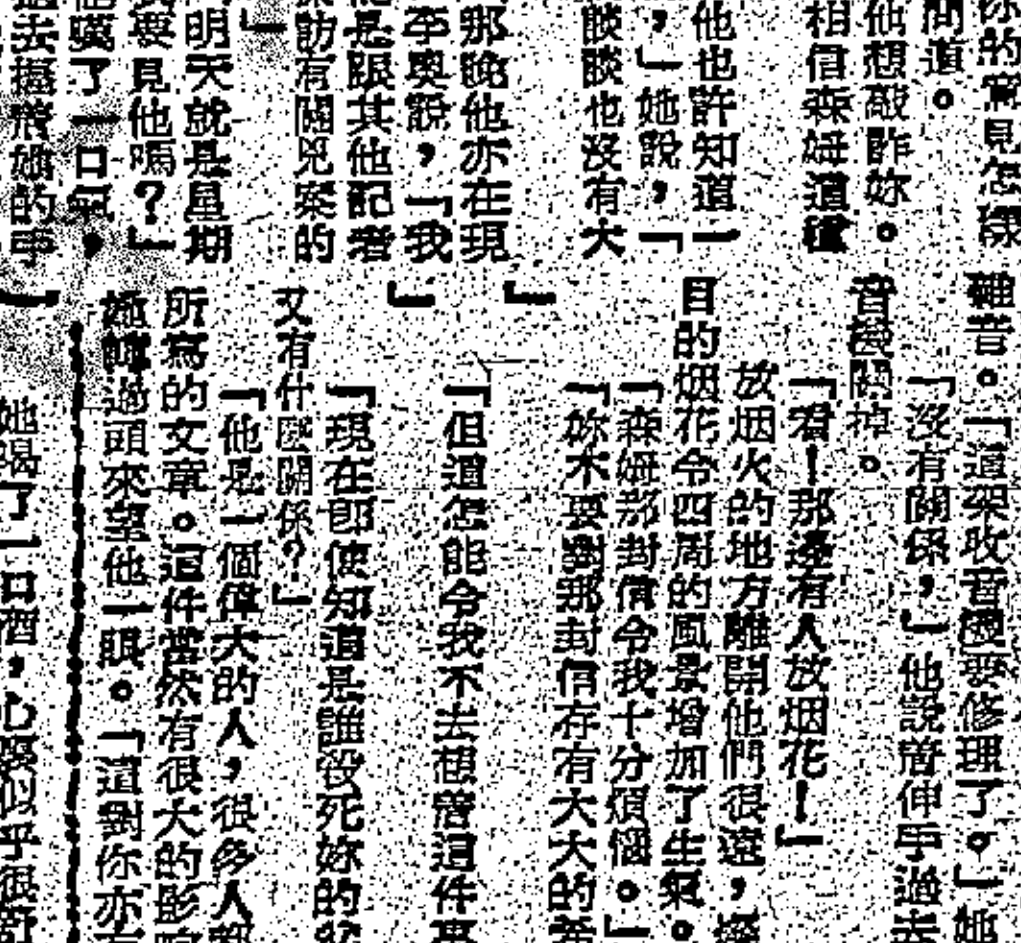 你的意見怎樣
問道。
他想敲詐妳。
相信森姆道種
他也許知道一
，」她說，「
談談也沒有大
那晚他亦在現
李奧說，「我
是跟其他記者
訪有關兇案的
」
明天就是星期
要見他嗎？」
嘆了一口氣，
過去握着她的手
雜音。「這架收音機要修理了。」她
「沒有關係，」他說着伸手過去
音機關掉。
「看！那邊有人放烟花！」
放烟火的地方離開他們很遠，燦
目的烟花令四周的風景增加了生氣。
「森姆那封信令我十分煩惱。」
「妳不要對那封信存有大大的希
」
「但這怎能令我不去想着這件事
」
「現在即使知道是誰殺死妳的
又有什麼關係？」
「他是一個偉大的人，很多人都
所寫的文章。這件當然有很大的影響
她轉過頭來望他一眼。「這對你亦有
」
她喝了一口酒，心裏似乎很